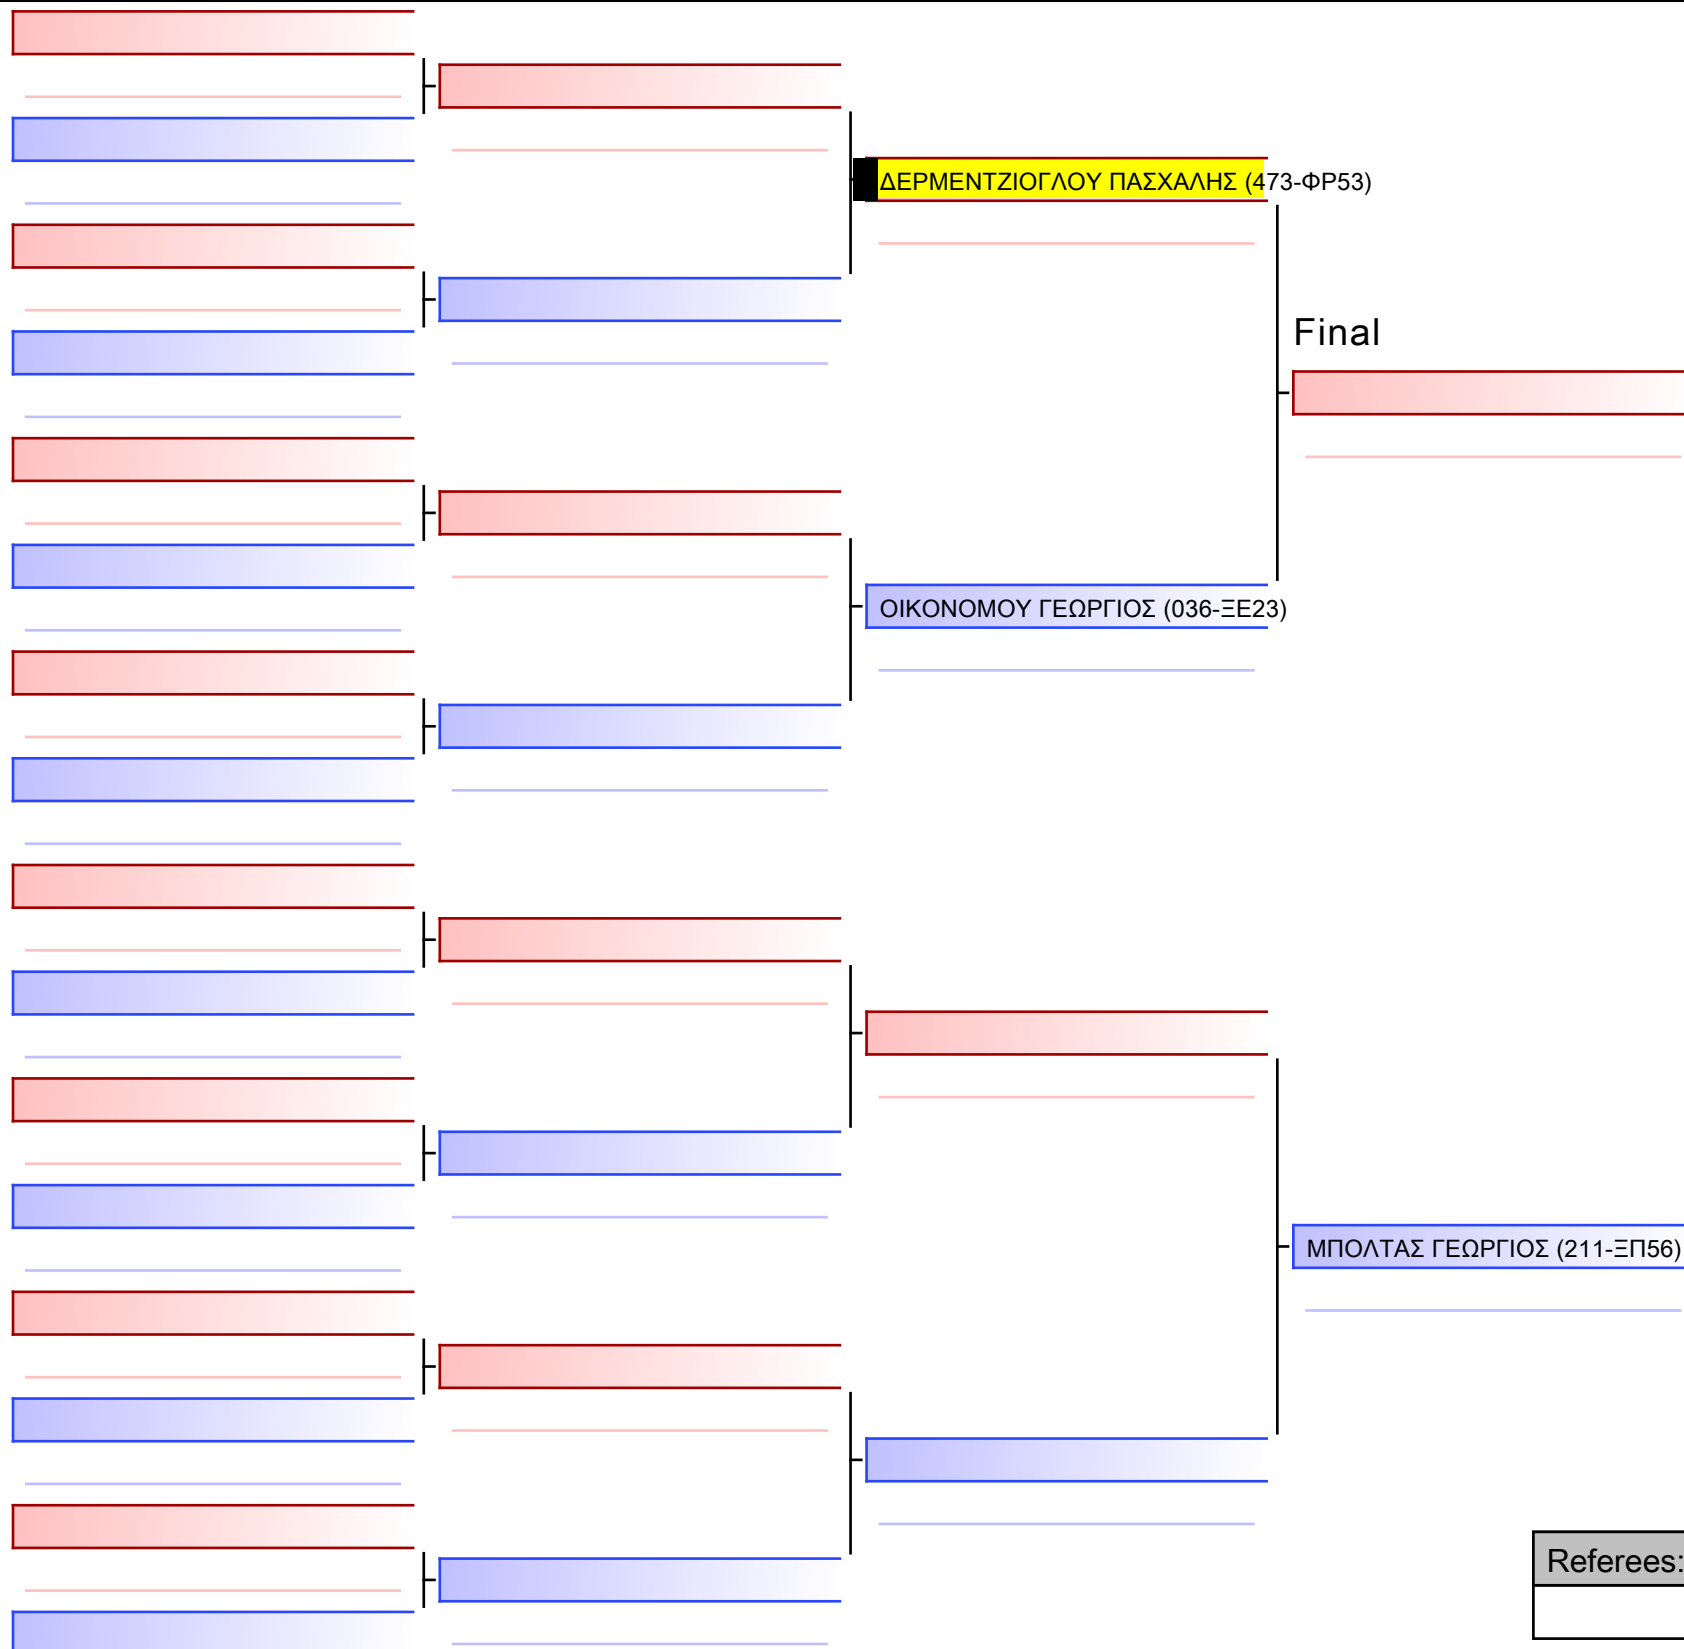 ΔΕΡΜΕΝΤΖΙΟΓΛΟΥ ΠΑΣΧΑΛΗΣ (473-ΦΡ53)
Final
ΟΙΚΟΝΟΜΟΥ ΓΕΩΡΓΙΟΣ (036-ΞΕ23)
ΜΠΟΛΤΑΣ ΓΕΩΡΓΙΟΣ (211-ΞΠ56)
Referees: